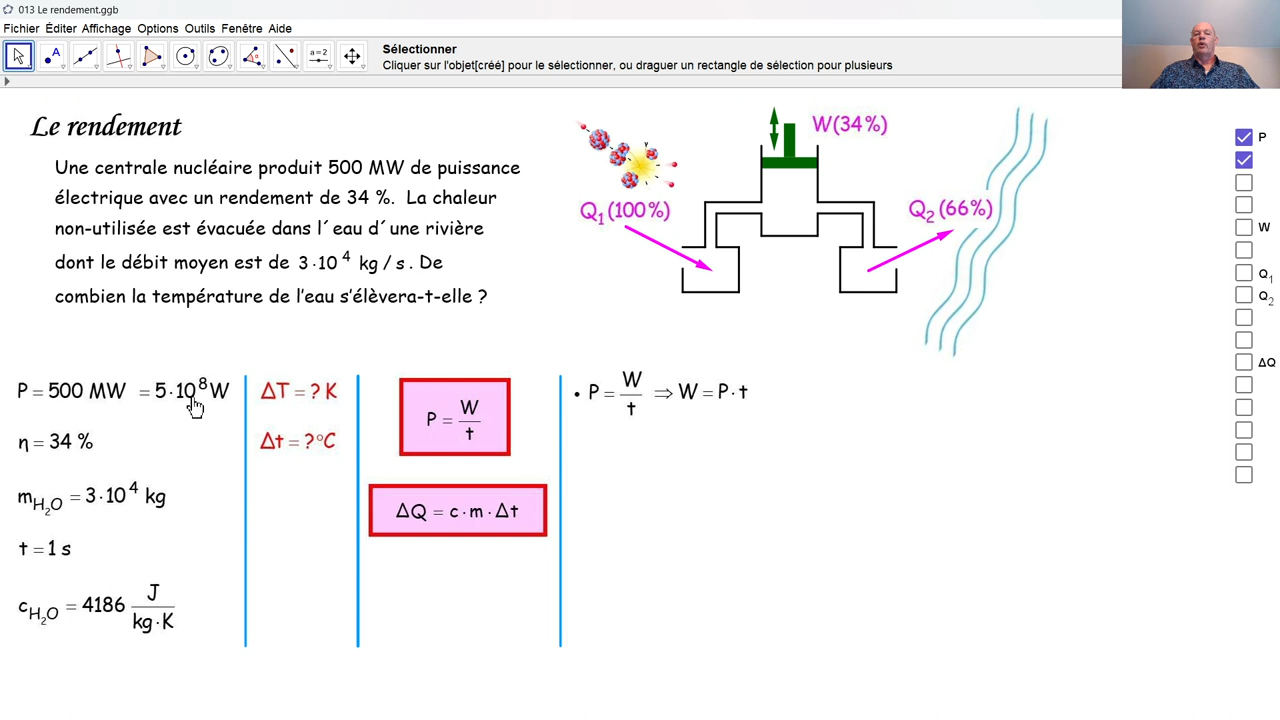 013 Le rendement.ggb
Fichier Éditer Affichage Options Outils Fenêtre Aide
A
a=2
Sélectionner
Cliquer sur l'objet[créé] pour le sélectionner, ou draguer un rectangle de sélection pour plusieurs
Le rendement
Une centrale nucléaire produit 500 MW de puissance
électrique avec un rendement de 34 %. La chaleur
non-utilisée est évacuée dans l´eau d´une rivière
dont le débit moyen est de 3·10⁴ kg / s. De
combien la température de l'eau s'élèvera-t-elle ?
W(34%)
Q₁(100%)
Q₂(66%)
P
W
Q₁
Q₂
ΔQ
P = 500 MW = 5·10⁸W
η = 34 %
m_H₂O = 3·10⁴ kg
t = 1 s
c_H₂O = 4186 J/(kg·K)
ΔT = ? K
Δt = ?°C
P = W/t
ΔQ = c·m·Δt
• P = W/t ⇒ W = P·t